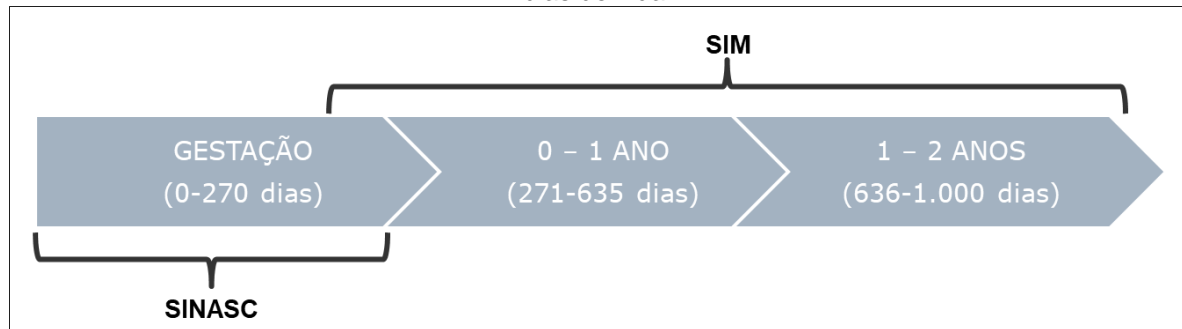 SIM
GESTAÇÃO
(0-270 dias)
0 – 1 ANO
(271-635 dias)
1 – 2 ANOS
(636-1.000 dias)
SINASC